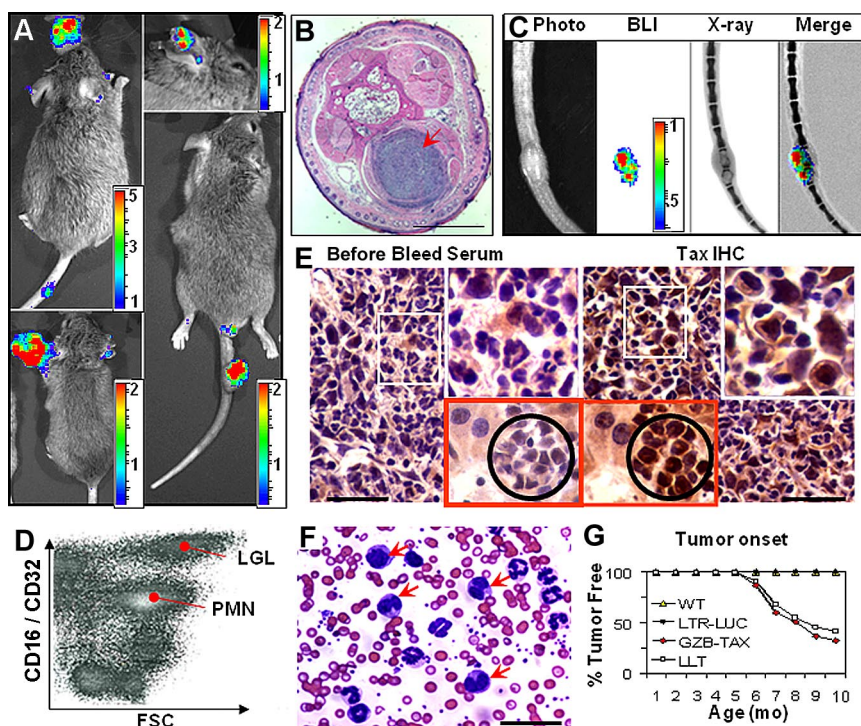 A
5
3
1
2
1
2
1
2
1
B
C
Photo BLI X-ray Merge
1
.5
E
Before Bleed Serum Tax IHC
D
CD16 / CD32
LGL
PMN
FSC
F
G
Tumor onset
% Tumor Free
100
50
0
WT
LTR-LUC
GZB-TAX
LLT
1 2 3 4 5 6 7 8 9 10
Age (mo)